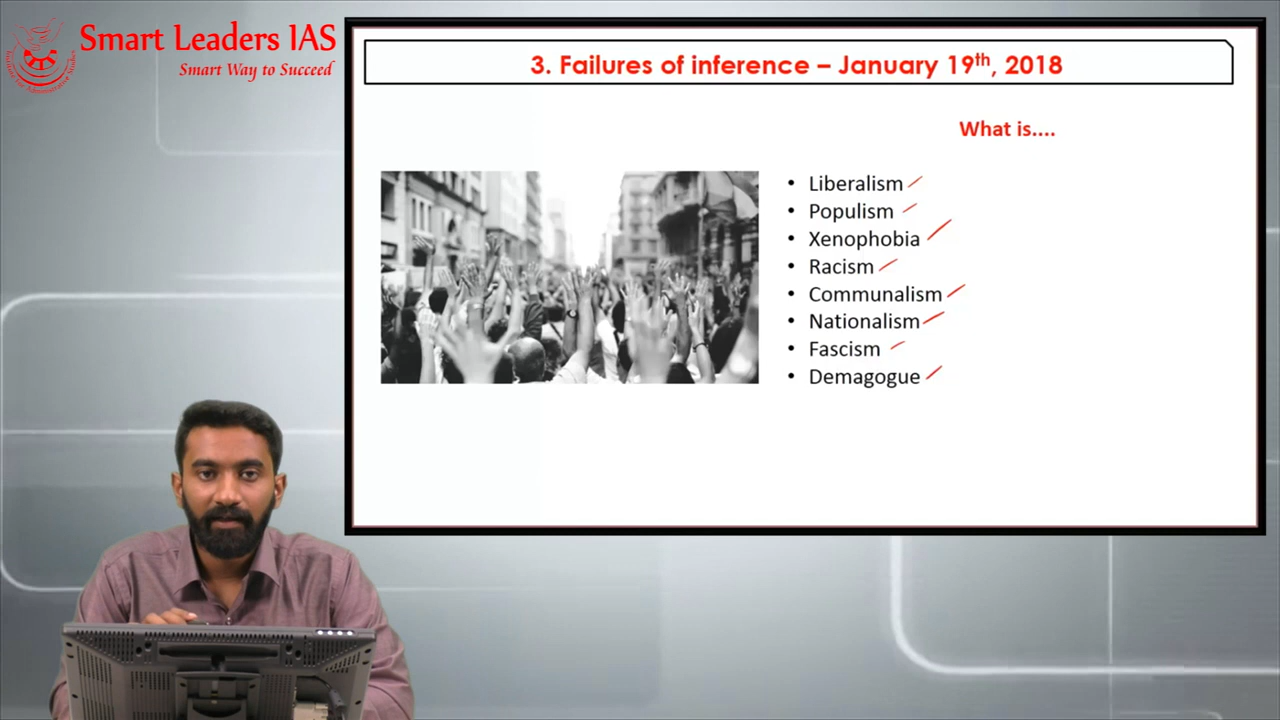 Smart Leaders IAS
Smart Way to Succeed
3. Failures of inference – January 19th, 2018
What is....
• Liberalism
• Populism
• Xenophobia
• Racism
• Communalism
• Nationalism
• Fascism
• Demagogue